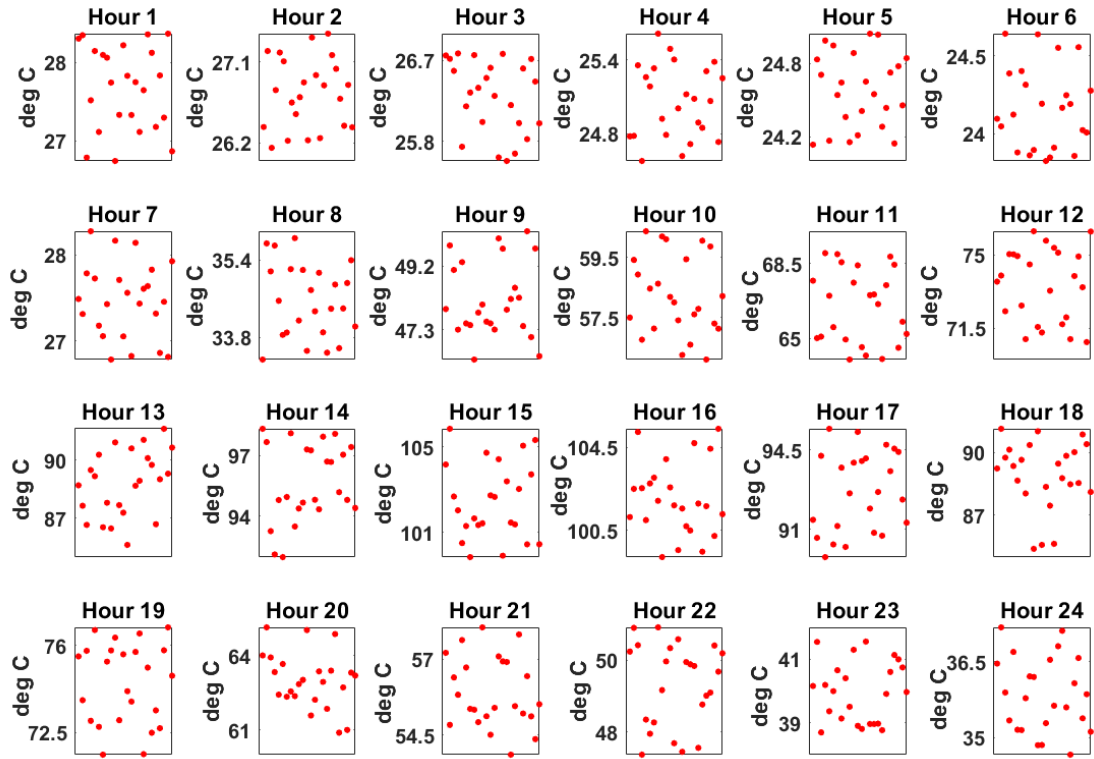 Hour 1 Hour 2 Hour 3 Hour 4 Hour 5 Hour 6
deg C deg C deg C deg C deg C deg C
28 27.1 26.7 25.4 24.8 24.5
27 26.2 25.8 24.8 24.2 24
Hour 7 Hour 8 Hour 9 Hour 10 Hour 11 Hour 12
deg C deg C deg C deg C deg C deg C
28 35.4 49.2 59.5 68.5 75
27 33.8 47.3 57.5 65 71.5
Hour 13 Hour 14 Hour 15 Hour 16 Hour 17 Hour 18
deg C deg C deg C deg C deg C deg C
90 97 105 104.5 94.5 90
87 94 101 100.5 91 87
Hour 19 Hour 20 Hour 21 Hour 22 Hour 23 Hour 24
deg C deg C deg C deg C deg C deg C
76 64 57 50 41 36.5
72.5 61 54.5 48 39 35